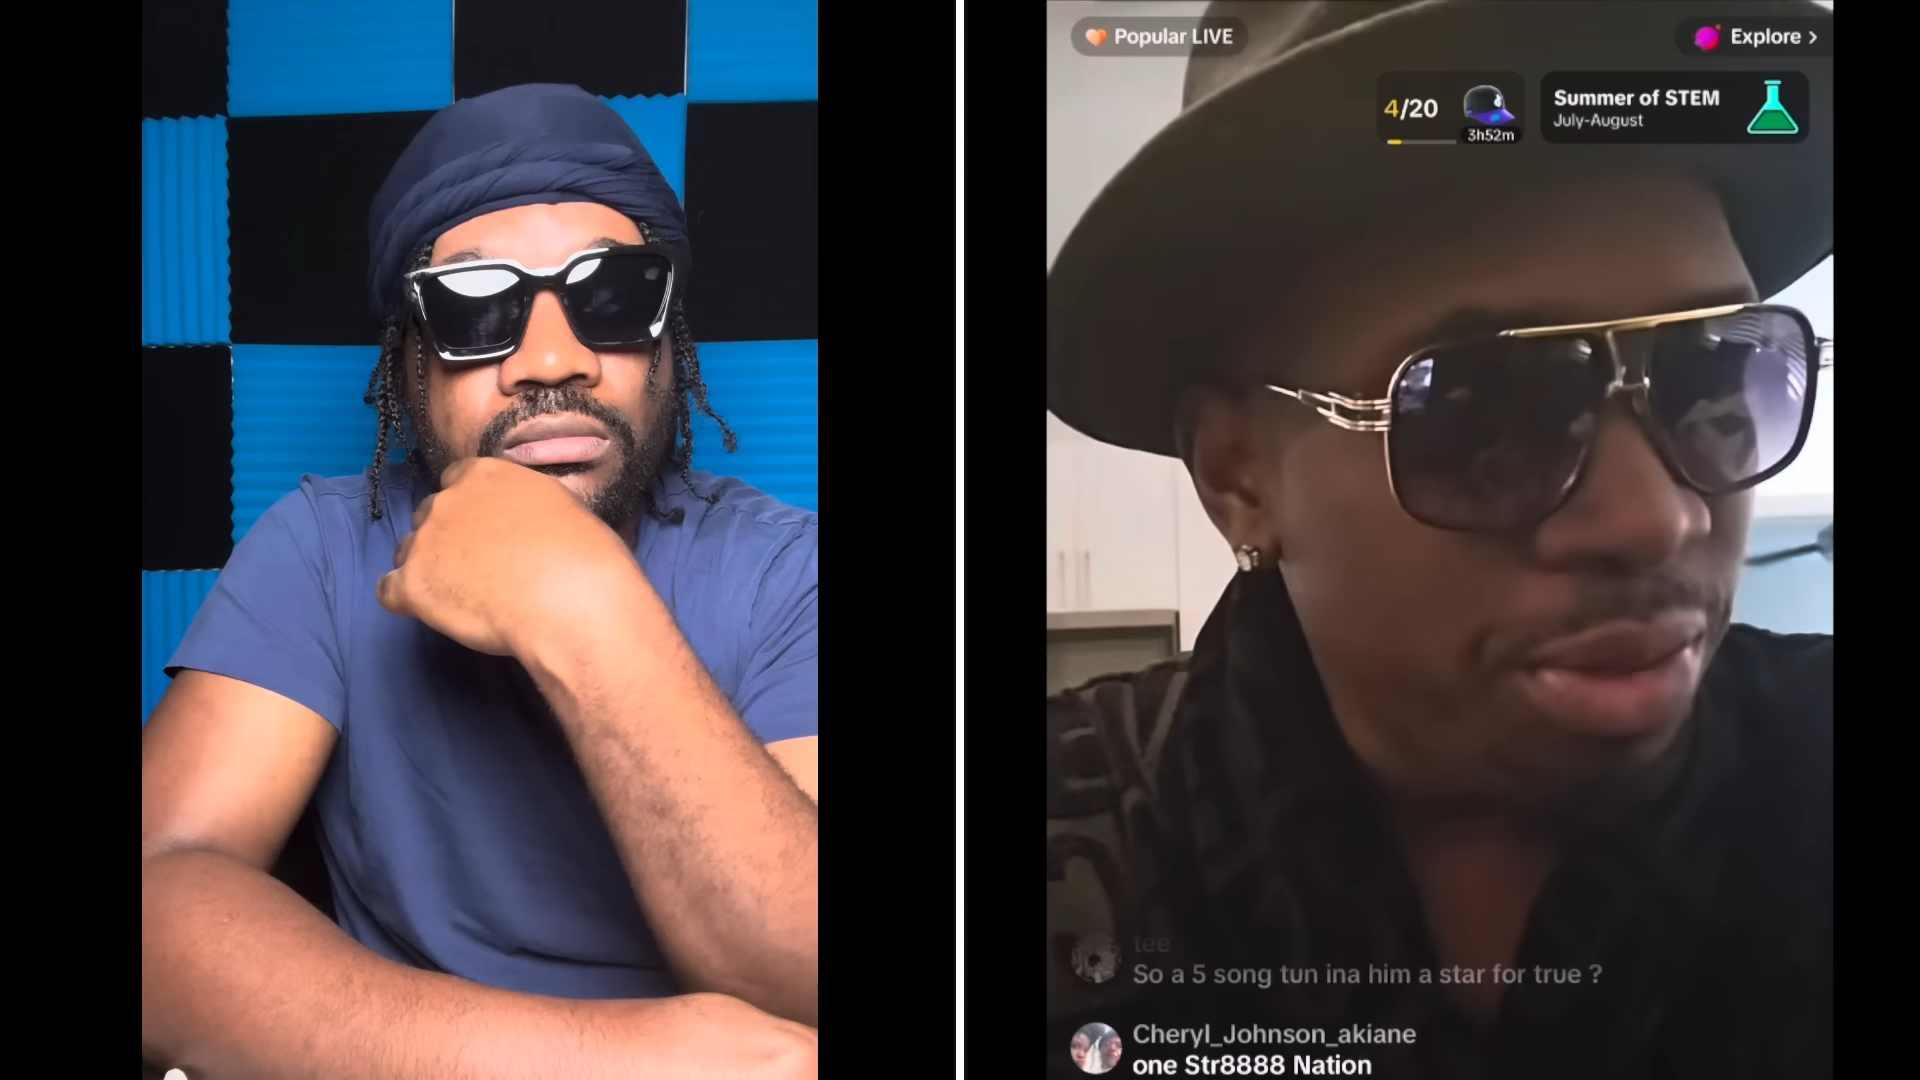 Popular LIVE
Explore >
4/20
3h52m
Summer of STEM
July-August
tee
So a 5 song tun ina him a star for true ?
Cheryl_Johnson_akiane
one Str8888 Nation